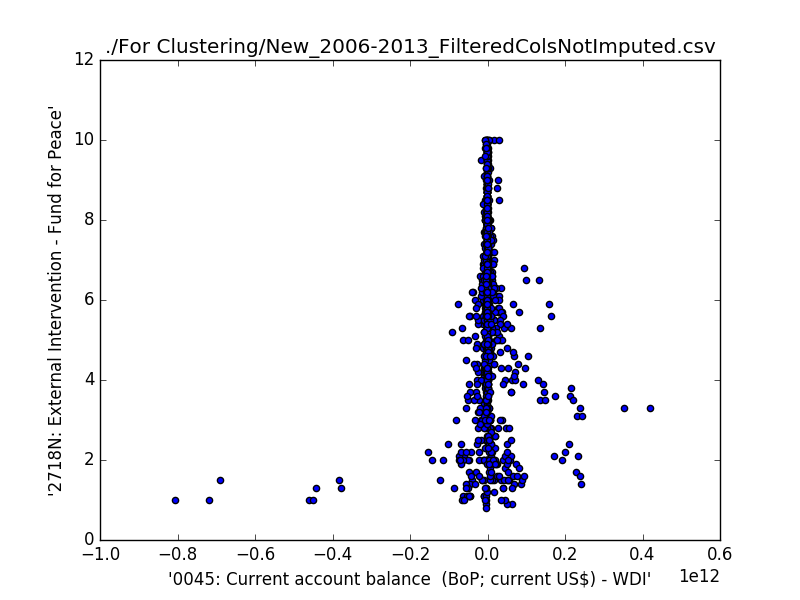 ./For Clustering/New_2006-2013_FilteredColsNotImputed.csv
12
10
8
6
4
2
0
'2718N: External Intervention - Fund for Peace'
−1.0 −0.8 −0.6 −0.4 −0.2 0.0 0.2 0.4 0.6
'0045: Current account balance  (BoP; current US$) - WDI' 1e12